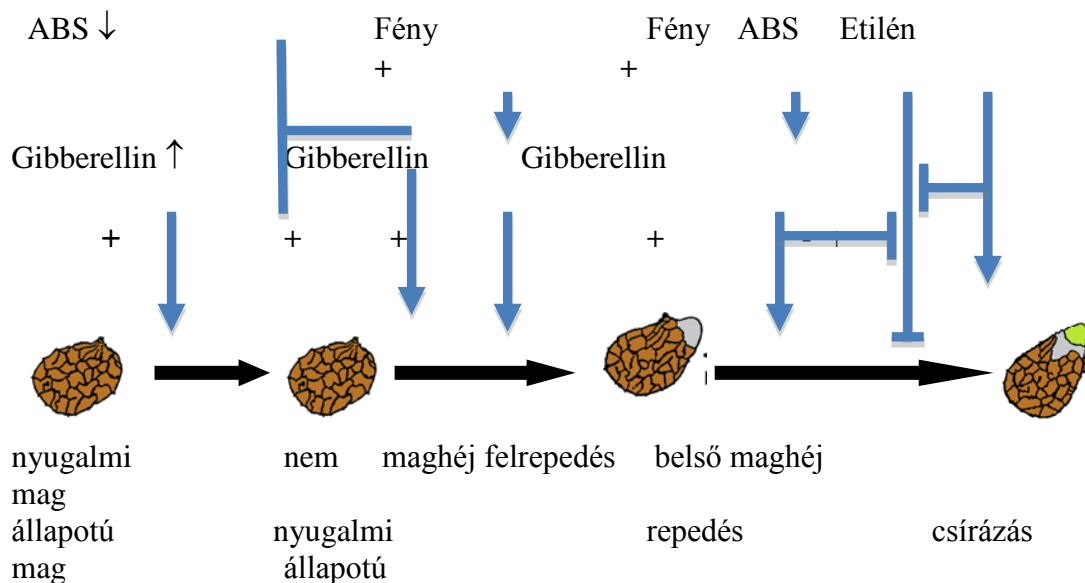 ABS ↓ Fény Fény ABS Etilén
+ +
Gibberellin ↑ Gibberellin Gibberellin
+ + + + -
nyugalmi nem maghéj felrepedés belső maghéj
mag
állapotú nyugalmi repedés csírázás
mag állapotú